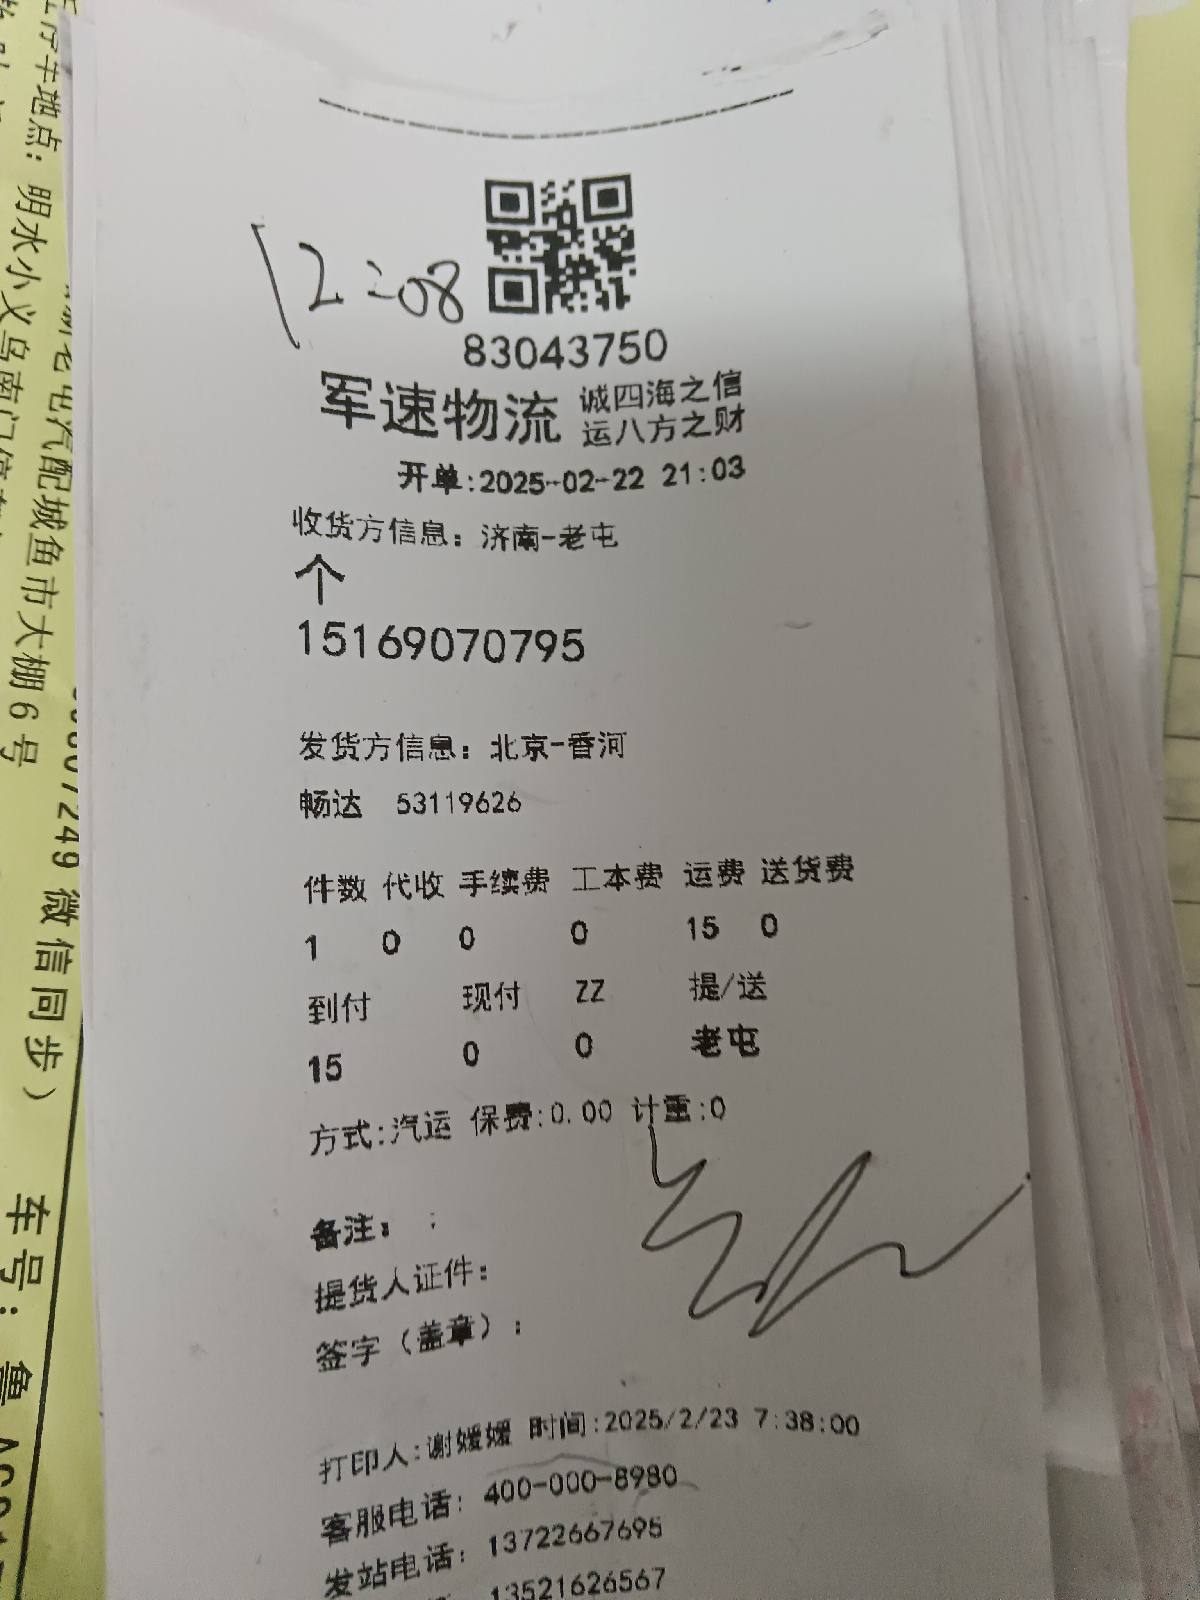 12:08
83043750
军速物流 诚四海之信
运八方之财
开单:2025-02-22 21:03
收货方信息：济南-老屯
个
15169070795
发货方信息：北京-香河
畅达 53119626
件数 代收 手续费 工本费 运费 送货费
1 0 0 0 15 0
到付 现付 ZZ 提/送
15 0 0 老屯
方式:汽运 保费:0.00 计重:0
备注： ：
提货人证件：
签字（盖章）：
打印人:谢媛媛 时间:2025/2/23 7:38:00
客服电话：400-000-8980
发站电话：13722667695
13521626567
地点：明水小义乌南门
老屯汽配城鱼市大棚6号
7249 微信同步）
车号：鲁A